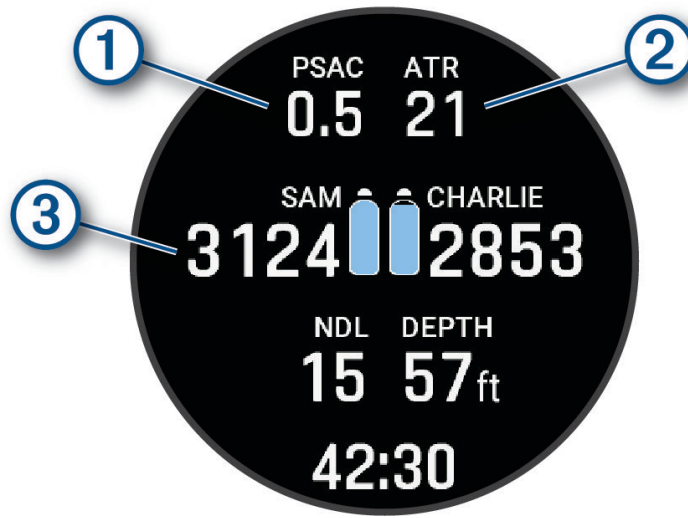 1
2
PSAC ATR
0.5 21
SAM CHARLIE
3
3124 2853
NDL DEPTH
15 57ft
42:30